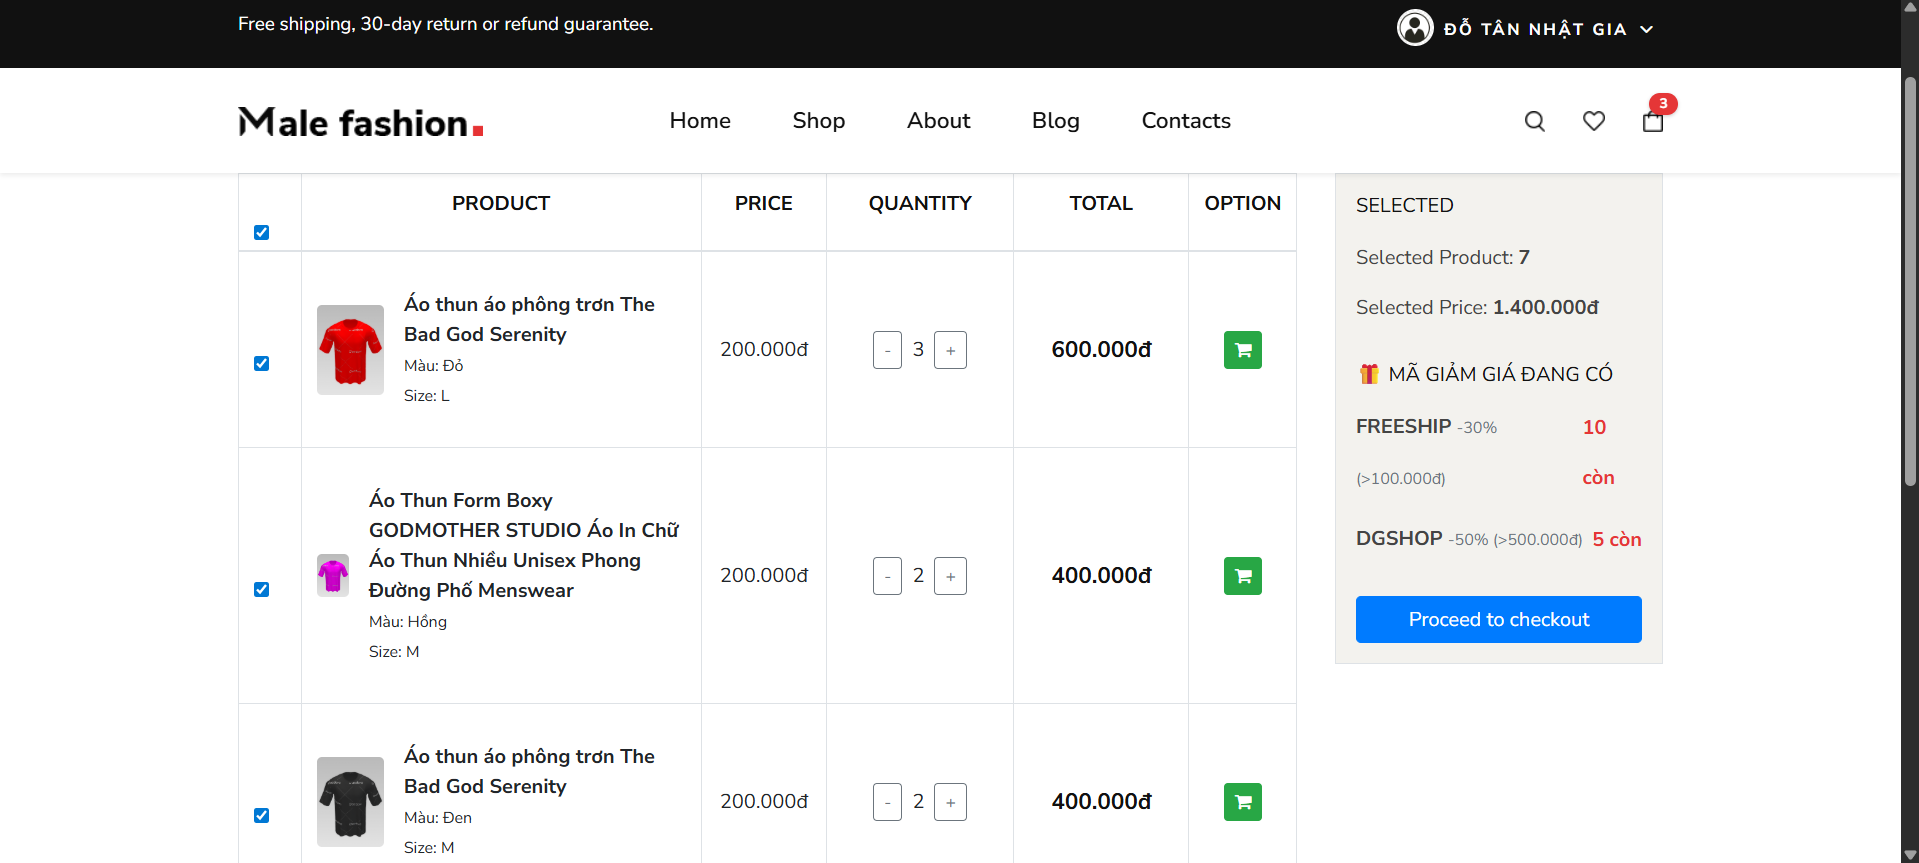 Free shipping, 30-day return or refund guarantee.
ĐỖ TÂN NHẬT GIA
Male fashion.
Home
Shop
About
Blog
Contacts
3
PRODUCT
PRICE
QUANTITY
TOTAL
OPTION
Áo thun áo phông trơn The
Bad God Serenity
Màu: Đỏ
Size: L
200.000đ
- 3 +
600.000đ
Áo Thun Form Boxy
GODMOTHER STUDIO Áo In Chữ
Áo Thun Nhiều Unisex Phong
Đường Phố Menswear
Màu: Hồng
Size: M
200.000đ
- 2 +
400.000đ
Áo thun áo phông trơn The
Bad God Serenity
Màu: Đen
Size: M
200.000đ
- 2 +
400.000đ
SELECTED
Selected Product: 7
Selected Price: 1.400.000đ
MÃ GIẢM GIÁ ĐANG CÓ
FREESHIP -30%
(>100.000đ)
10
còn
DGSHOP -50% (>500.000đ) 5 còn
Proceed to checkout